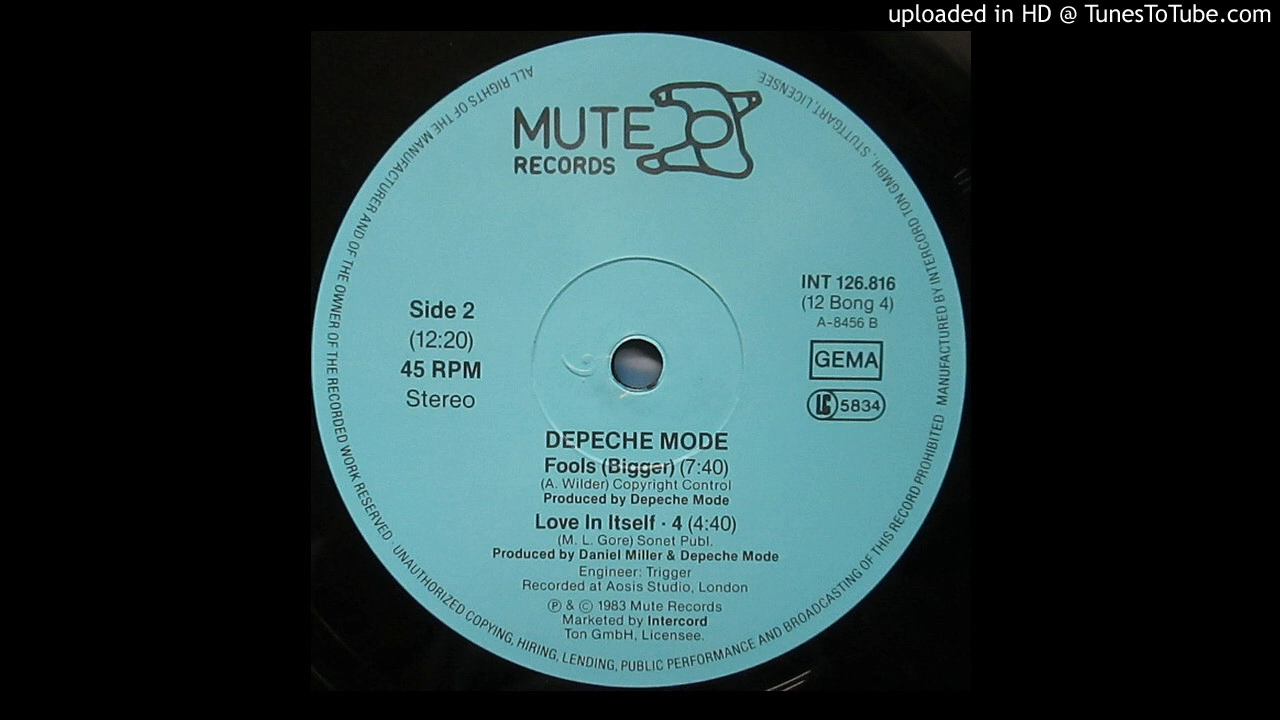 uploaded in HD @ TunesToTube.com
MUTE
RECORDS
Side 2
(12:20)
45 RPM
Stereo
INT 126.816
(12 Bong 4)
A-8456 B
GEMA
LC 5834
DEPECHE MODE
Fools (Bigger) (7:40)
(A. Wilder) Copyright Control
Produced by Depeche Mode
Love In Itself · 4 (4:40)
(M. L. Gore) Sonet Publ.
Produced by Daniel Miller & Depeche Mode
Engineer: Trigger
Recorded at Aosis Studio, London
Ⓟ & © 1983 Mute Records
Marketed by Intercord
Ton GmbH, Licensee.
ALL RIGHTS OF THE MANUFACTURER AND OF THE OWNER OF THE RECORDED WORK RESERVED · UNAUTHORIZED COPYING, HIRING, LENDING, PUBLIC PERFORMANCE AND BROADCASTING OF THIS RECORD PROHIBITED · MANUFACTURED BY INTERCORD TON GMBH, STUTTGART, LICENSEE.